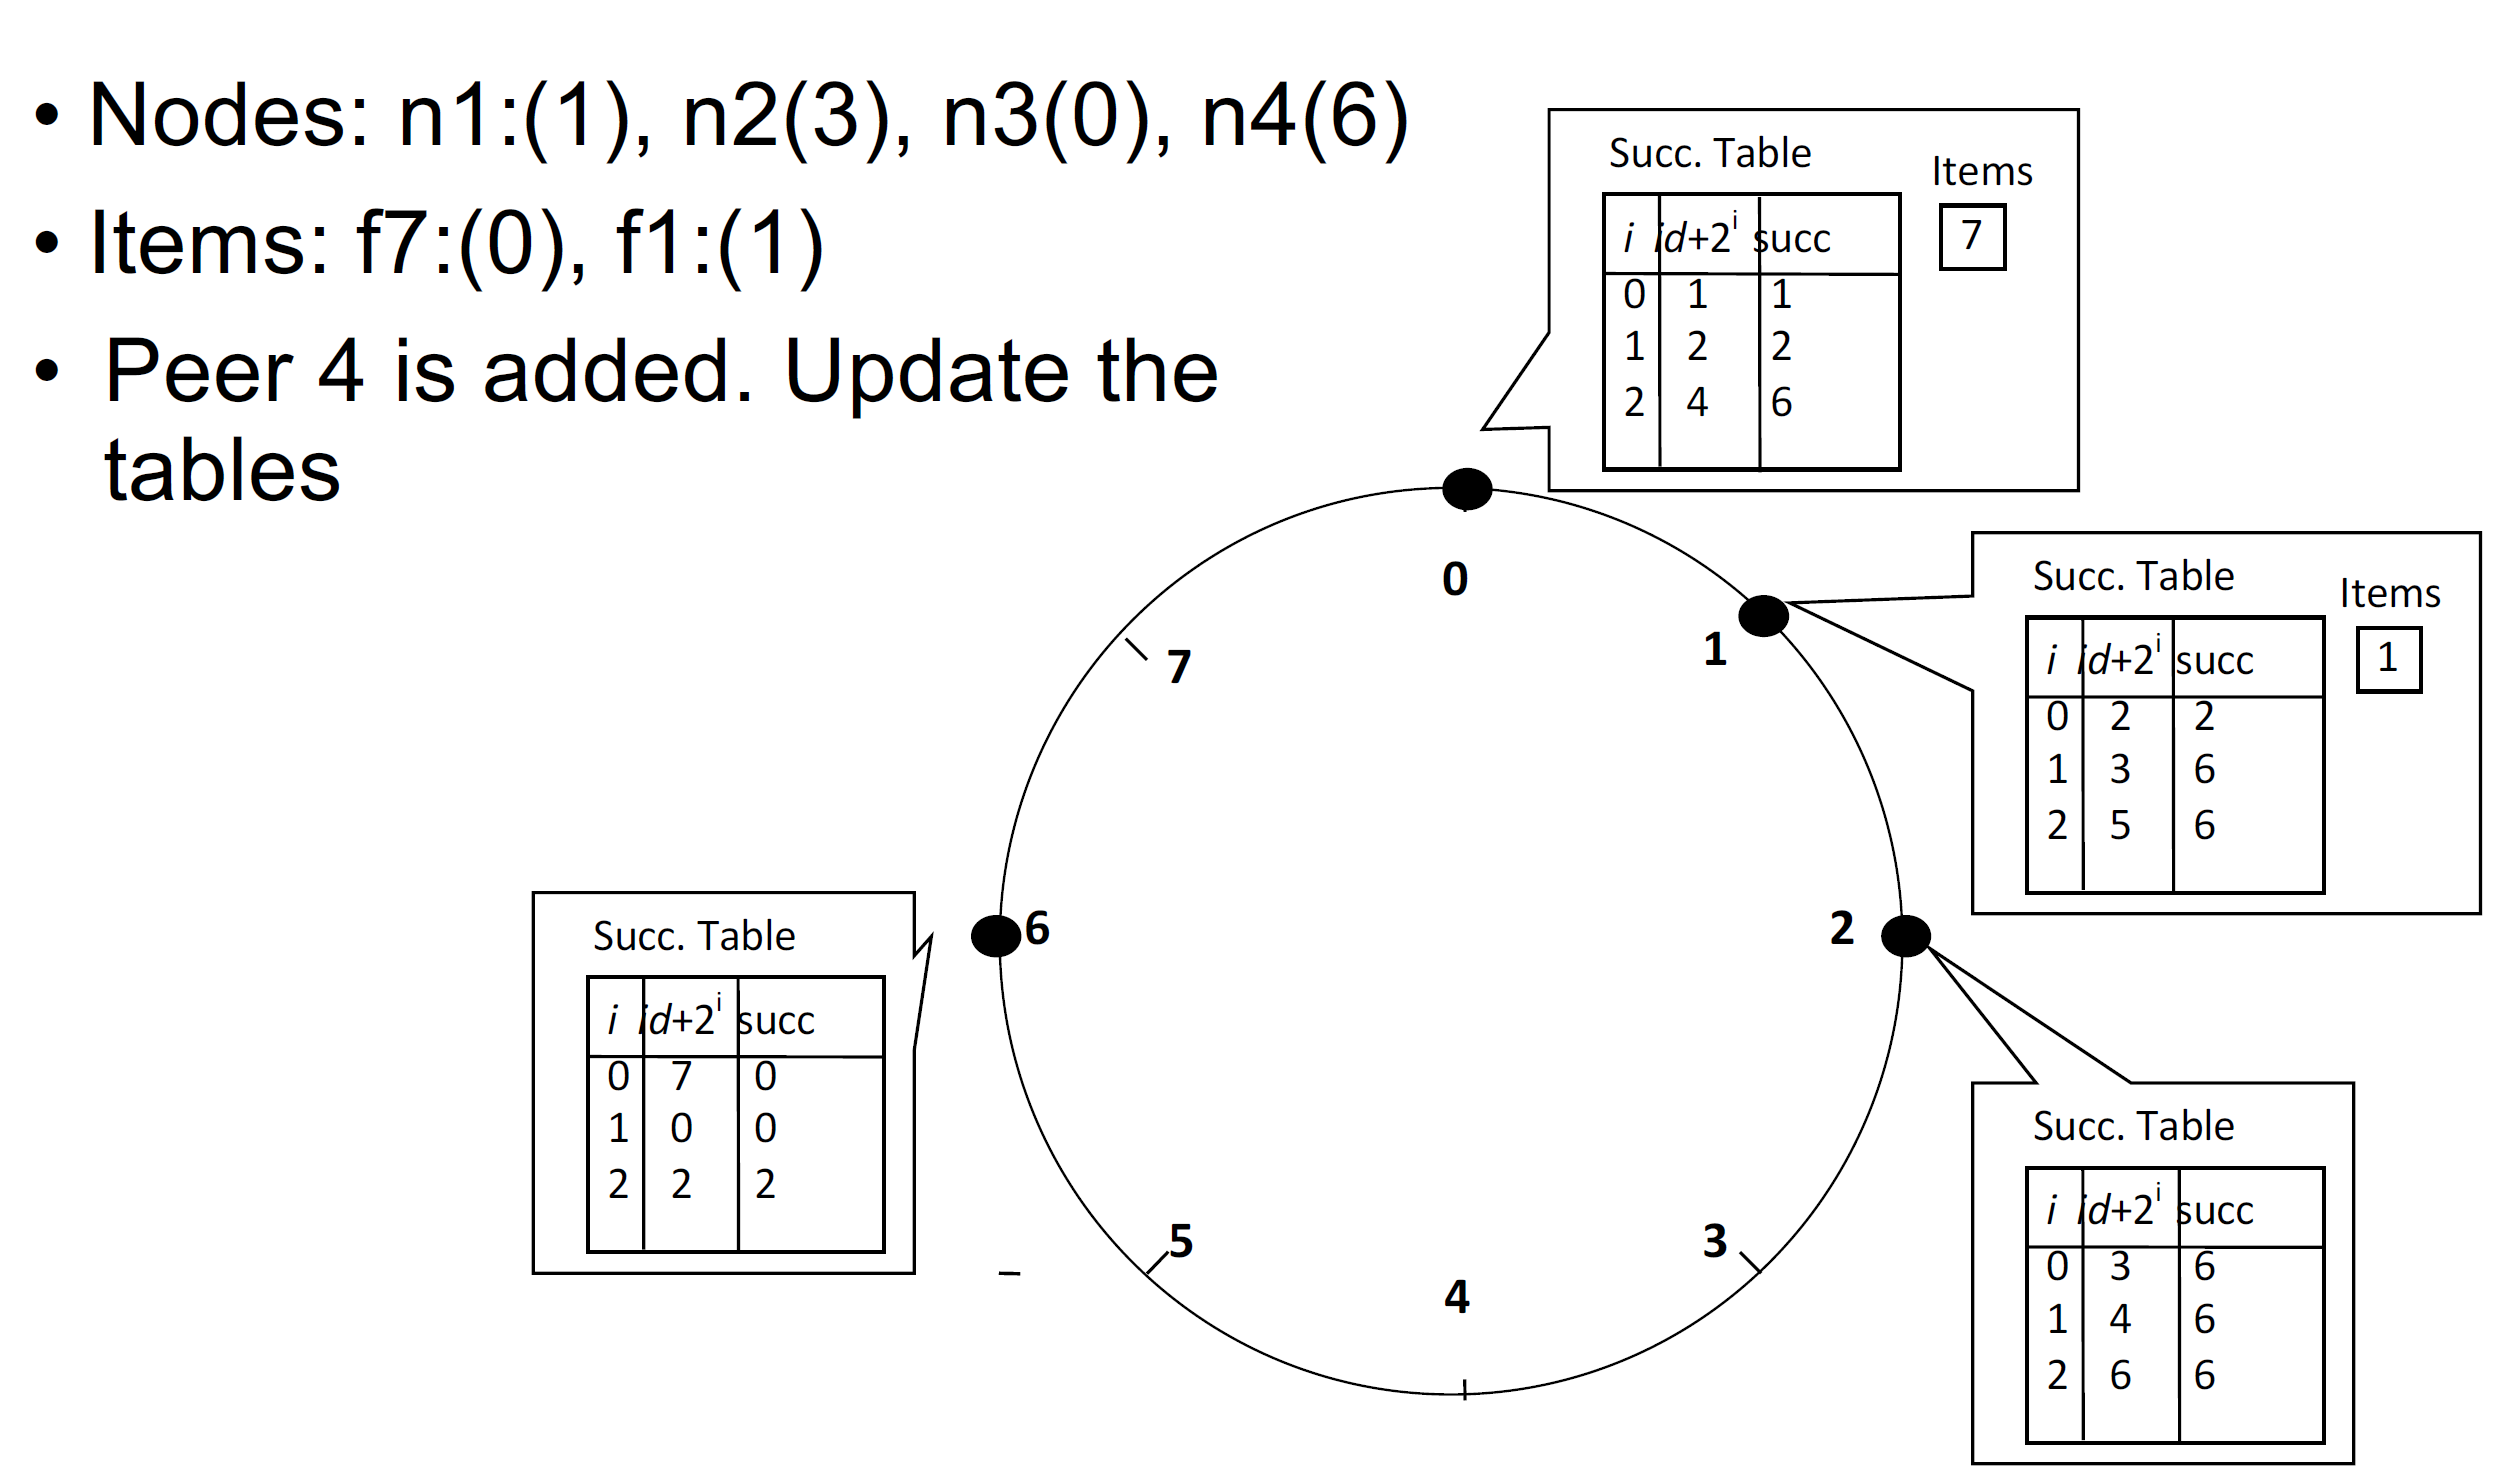 • Nodes: n1:(1), n2(3), n3(0), n4(6)
• Items: f7:(0), f1:(1)
• Peer 4 is added. Update the
tables
Succ. Table
Items
i id+2^i succ
7
0 1 1
1 2 2
2 4 6
0
1
2
3
4
5
6
7
Succ. Table
Items
i id+2^i succ
1
0 2 2
1 3 6
2 5 6
Succ. Table
i id+2^i succ
0 7 0
1 0 0
2 2 2
Succ. Table
i id+2^i succ
0 3 6
1 4 6
2 6 6